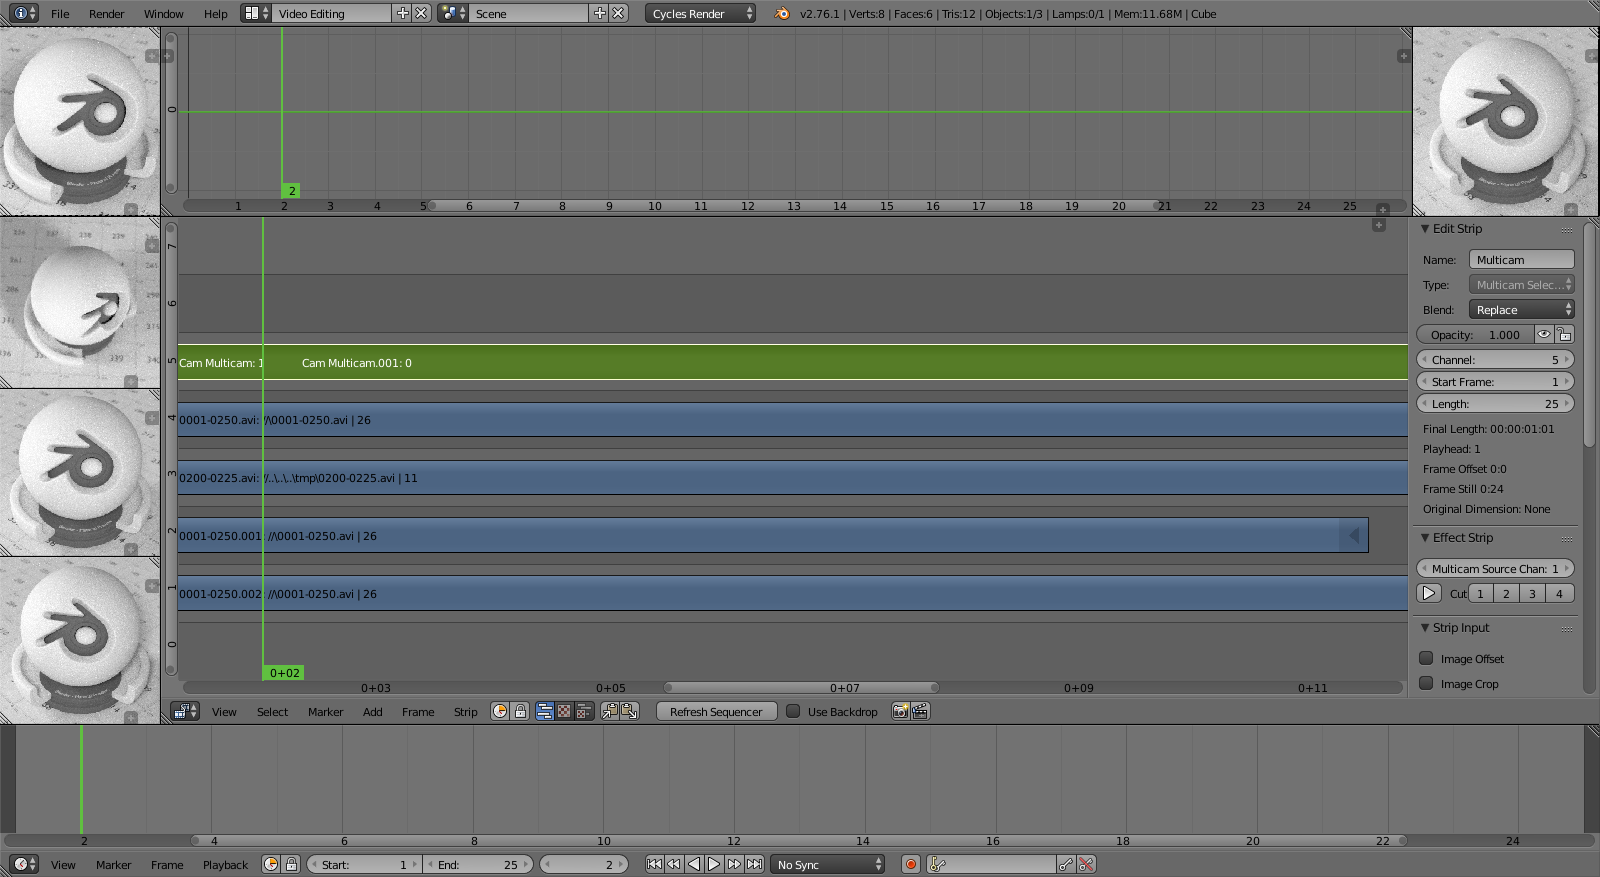 File Render Window Help Video Editing Scene Cycles Render v2.76.1 | Verts:8 | Faces:6 | Tris:12 | Objects:1/3 | Lamps:0/1 | Mem:11.68M | Cube
0
2
1 2 3 4 5 6 7 8 9 10 11 12 13 14 15 16 17 18 19 20 21 22 23 24 25
7
6
5
Cam Multicam: 1 Cam Multicam.001: 0
4
0001-0250.avi: //\0001-0250.avi | 26
3
0200-0225.avi: //..\..\..\tmp\0200-0225.avi | 11
2
0001-0250.001: //\0001-0250.avi | 26
1
0001-0250.002: //\0001-0250.avi | 26
0
0+02
0+03 0+05 0+07 0+09 0+11
View Select Marker Add Frame Strip Refresh Sequencer Use Backdrop
Edit Strip
Name: Multicam
Type: Multicam Selec...
Blend: Replace
Opacity: 1.000
Channel: 5
Start Frame: 1
Length: 25
Final Length: 00:00:01:01
Playhead: 1
Frame Offset 0:0
Frame Still 0:24
Original Dimension: None
Effect Strip
Multicam Source Chan: 1
Cut 1 2 3 4
Strip Input
Image Offset
Image Crop
2 4 6 8 10 12 14 16 18 20 22 24
View Marker Frame Playback Start: 1 End: 25 2 No Sync